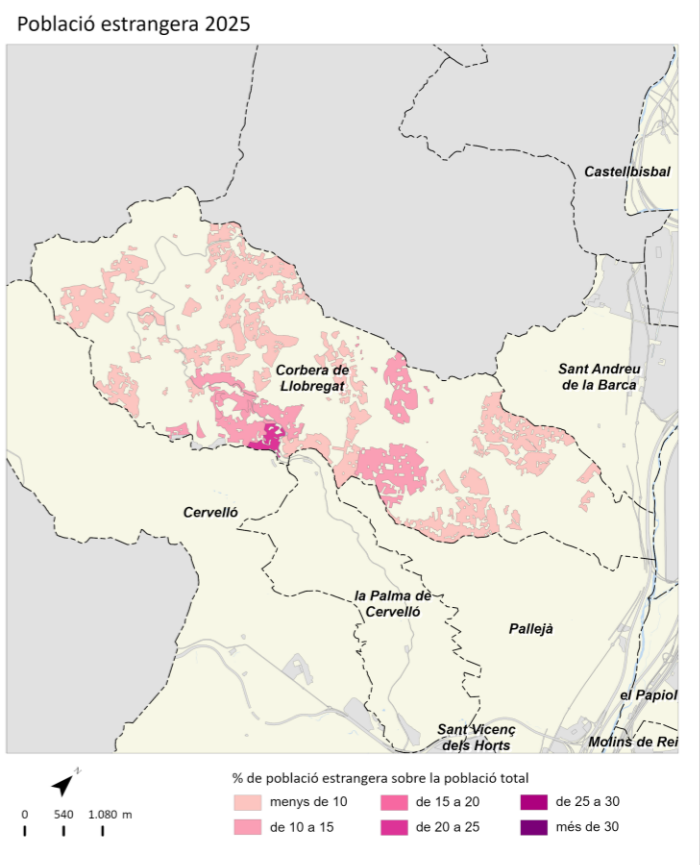 Població estrangera 2025
Castellbisbal
Corbera de
Llobregat
Sant Andreu
de la Barca
Cervelló
la Palma de
Cervelló
Pallejà
el Papiol
Sant Vicenç
dels Horts
Molins de Rei
N
0 540 1.080 m
% de població estrangera sobre la població total
menys de 10
de 10 a 15
de 15 a 20
de 20 a 25
de 25 a 30
més de 30